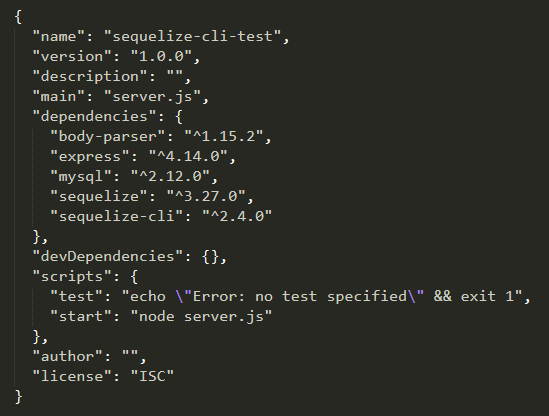 {
  "name": "sequelize-cli-test",
  "version": "1.0.0",
  "description": "",
  "main": "server.js",
  "dependencies": {
    "body-parser": "^1.15.2",
    "express": "^4.14.0",
    "mysql": "^2.12.0",
    "sequelize": "^3.27.0",
    "sequelize-cli": "^2.4.0"
  },
  "devDependencies": {},
  "scripts": {
    "test": "echo \"Error: no test specified\" && exit 1",
    "start": "node server.js"
  },
  "author": "",
  "license": "ISC"
}